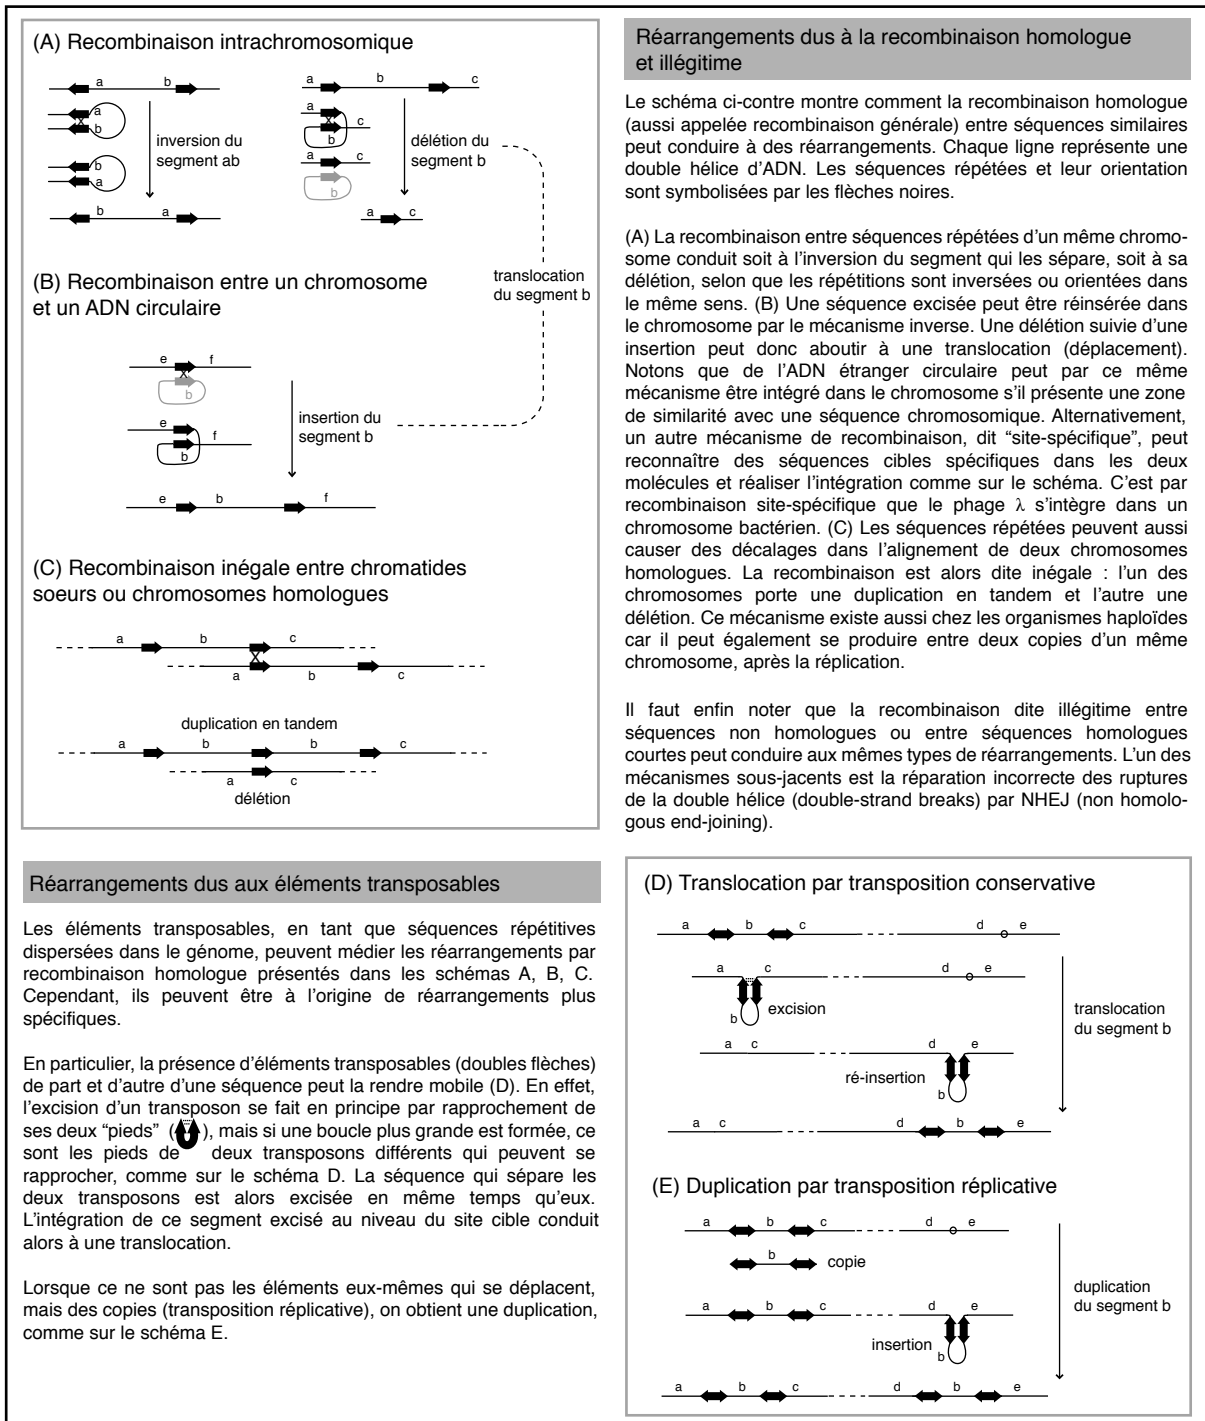 (A) Recombinaison intrachromosomique
a b
a
b
inversion du
segment ab
b
a
b a
a b c
a
c
b
délétion du
segment b
a c
b
a c
translocation
du segment b
(B) Recombinaison entre un chromosome
et un ADN circulaire
e f
b
e
f
b
insertion du
segment b
e b f
(C) Recombinaison inégale entre chromatides
soeurs ou chromosomes homologues
a b c
a b c
duplication en tandem
a b b c
a c
délétion
Réarrangements dus à la recombinaison homologue
et illégitime
Le schéma ci-contre montre comment la recombinaison homologue
(aussi appelée recombinaison générale) entre séquences similaires
peut conduire à des réarrangements. Chaque ligne représente une
double hélice d'ADN. Les séquences répétées et leur orientation
sont symbolisées par les flèches noires.
(A) La recombinaison entre séquences répétées d'un même chromo-
some conduit soit à l'inversion du segment qui les sépare, soit à sa
délétion, selon que les répétitions sont inversées ou orientées dans
le même sens. (B) Une séquence excisée peut être réinsérée dans
le chromosome par le mécanisme inverse. Une délétion suivie d'une
insertion peut donc aboutir à une translocation (déplacement).
Notons que de l'ADN étranger circulaire peut par ce même
mécanisme être intégré dans le chromosome s'il présente une zone
de similarité avec une séquence chromosomique. Alternativement,
un autre mécanisme de recombinaison, dit "site-spécifique", peut
reconnaître des séquences cibles spécifiques dans les deux
molécules et réaliser l'intégration comme sur le schéma. C'est par
recombinaison site-spécifique que le phage λ s'intègre dans un
chromosome bactérien. (C) Les séquences répétées peuvent aussi
causer des décalages dans l'alignement de deux chromosomes
homologues. La recombinaison est alors dite inégale : l'un des
chromosomes porte une duplication en tandem et l'autre une
délétion. Ce mécanisme existe aussi chez les organismes haploïdes
car il peut également se produire entre deux copies d'un même
chromosome, après la réplication.
Il faut enfin noter que la recombinaison dite illégitime entre
séquences non homologues ou entre séquences homologues
courtes peut conduire aux mêmes types de réarrangements. L'un des
mécanismes sous-jacents est la réparation incorrecte des ruptures
de la double hélice (double-strand breaks) par NHEJ (non homolo-
gous end-joining).
Réarrangements dus aux éléments transposables
Les éléments transposables, en tant que séquences répétitives
dispersées dans le génome, peuvent médier les réarrangements par
recombinaison homologue présentés dans les schémas A, B, C.
Cependant, ils peuvent être à l'origine de réarrangements plus
spécifiques.
En particulier, la présence d'éléments transposables (doubles flèches)
de part et d'autre d'une séquence peut la rendre mobile (D). En effet,
l'excision d'un transposon se fait en principe par rapprochement de
ses deux "pieds" ( ), mais si une boucle plus grande est formée, ce
sont les pieds de deux transposons différents qui peuvent se
rapprocher, comme sur le schéma D. La séquence qui sépare les
deux transposons est alors excisée en même temps qu'eux.
L'intégration de ce segment excisé au niveau du site cible conduit
alors à une translocation.
Lorsque ce ne sont pas les éléments eux-mêmes qui se déplacent,
mais des copies (transposition réplicative), on obtient une duplication,
comme sur le schéma E.
(D) Translocation par transposition conservative
a b c d e
a c d e
b excision
translocation
du segment b
a c d e
ré-insertion b
a c d b e
(E) Duplication par transposition réplicative
a b c d e
b copie
duplication
du segment b
a b c d e
insertion b
a b c d b e